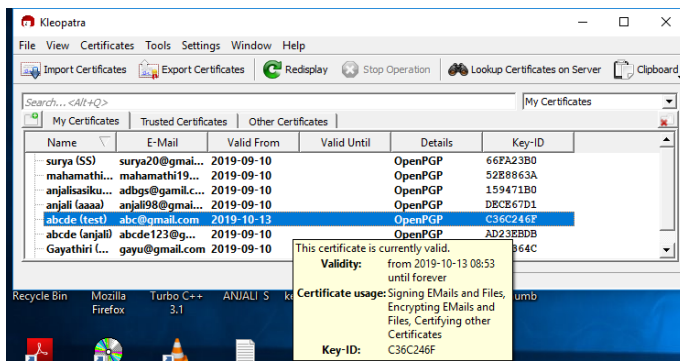 Kleopatra
File View Certificates Tools Settings Window Help
Import Certificates Export Certificates Redisplay Stop Operation Lookup Certificates on Server Clipboard
Search...<Alt+Q> My Certificates
My Certificates Trusted Certificates Other Certificates
Name E-Mail Valid From Valid Until Details Key-ID
surya (SS) surya20@gmai... 2019-09-10 OpenPGP 66FA23B0
mahamathi... mahamathi19... 2019-09-10 OpenPGP 52E8863A
anjalisasiku... adbgs@gamil.c... 2019-09-10 OpenPGP 159471B0
anjali (aaaa) anjali98@gmai... 2019-09-10 OpenPGP DECE67D1
abcde (test) abc@gmail.com 2019-10-13 OpenPGP C36C246F
abcde (anjali) abcde123@g... 2019-09-10 OpenPGP AD23EBDB
Gayathiri (... gayu@gmail.com 2019-09-10 364C
This certificate is currently valid.
Validity: from 2019-10-13 08:53
until forever
Certificate usage: Signing EMails and Files,
Encrypting EMails and
Files, Certifying other
Certificates
Key-ID: C36C246F
Recycle Bin Mozilla Turbo C++ ANJALI S ke umb
Firefox 3.1